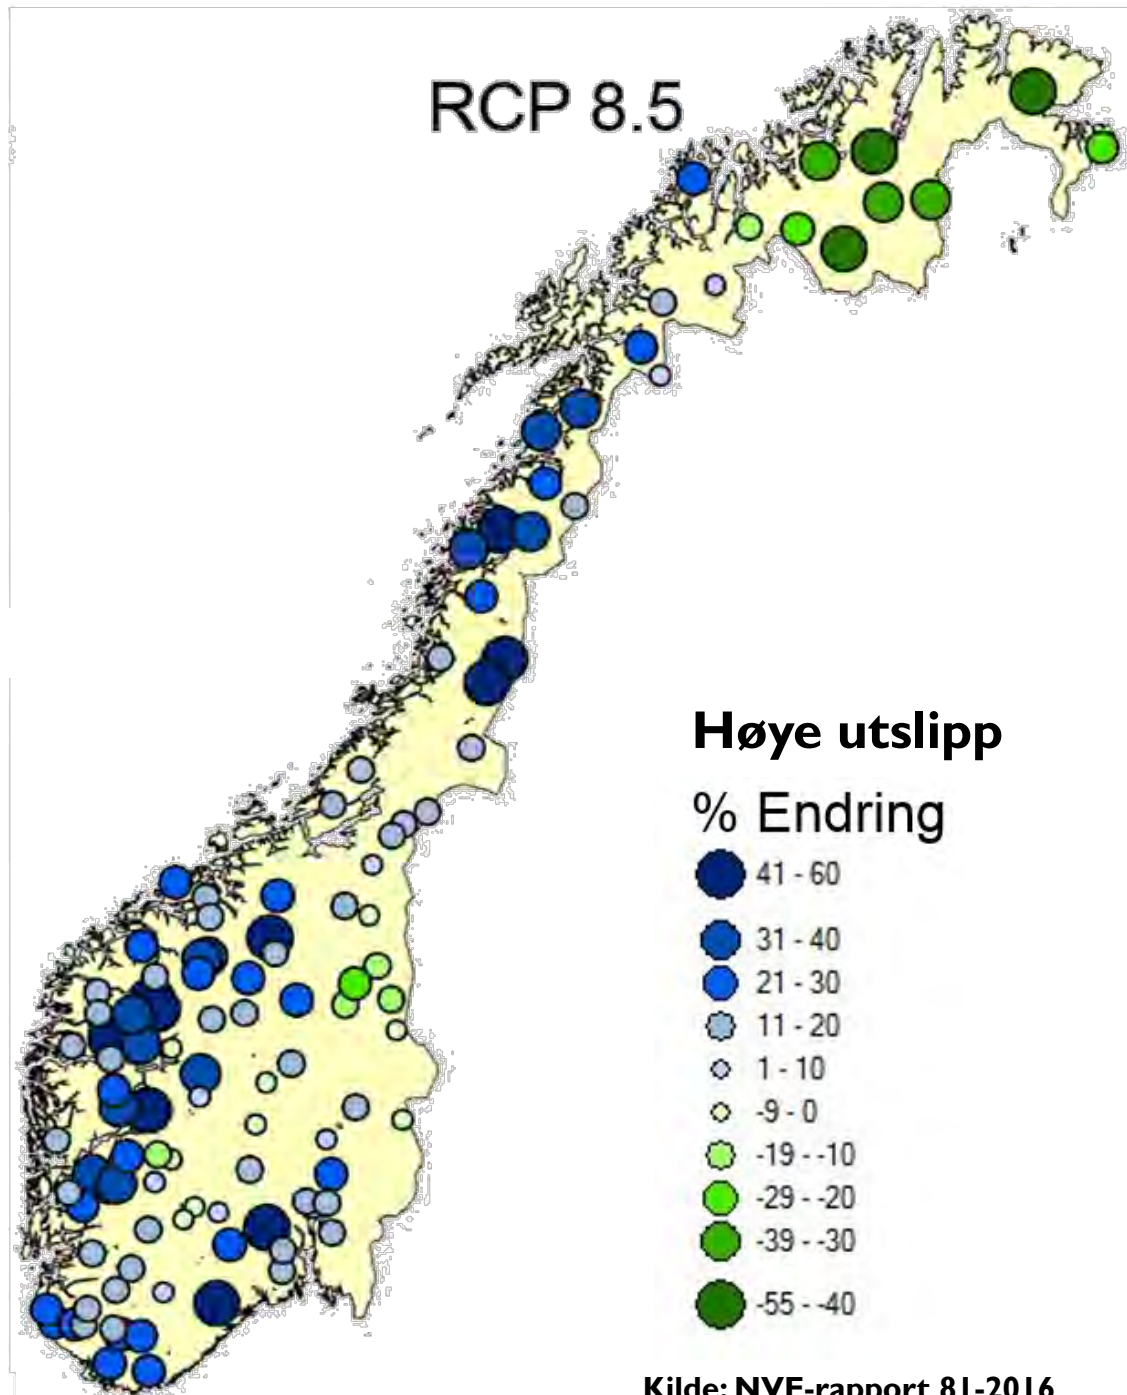 RCP 8.5
Høye utslipp
% Endring
41 - 60
31 - 40
21 - 30
11 - 20
1 - 10
-9 - 0
-19 - -10
-29 - -20
-39 - -30
-55 - -40
Kilde: NVE-rapport 81-2016